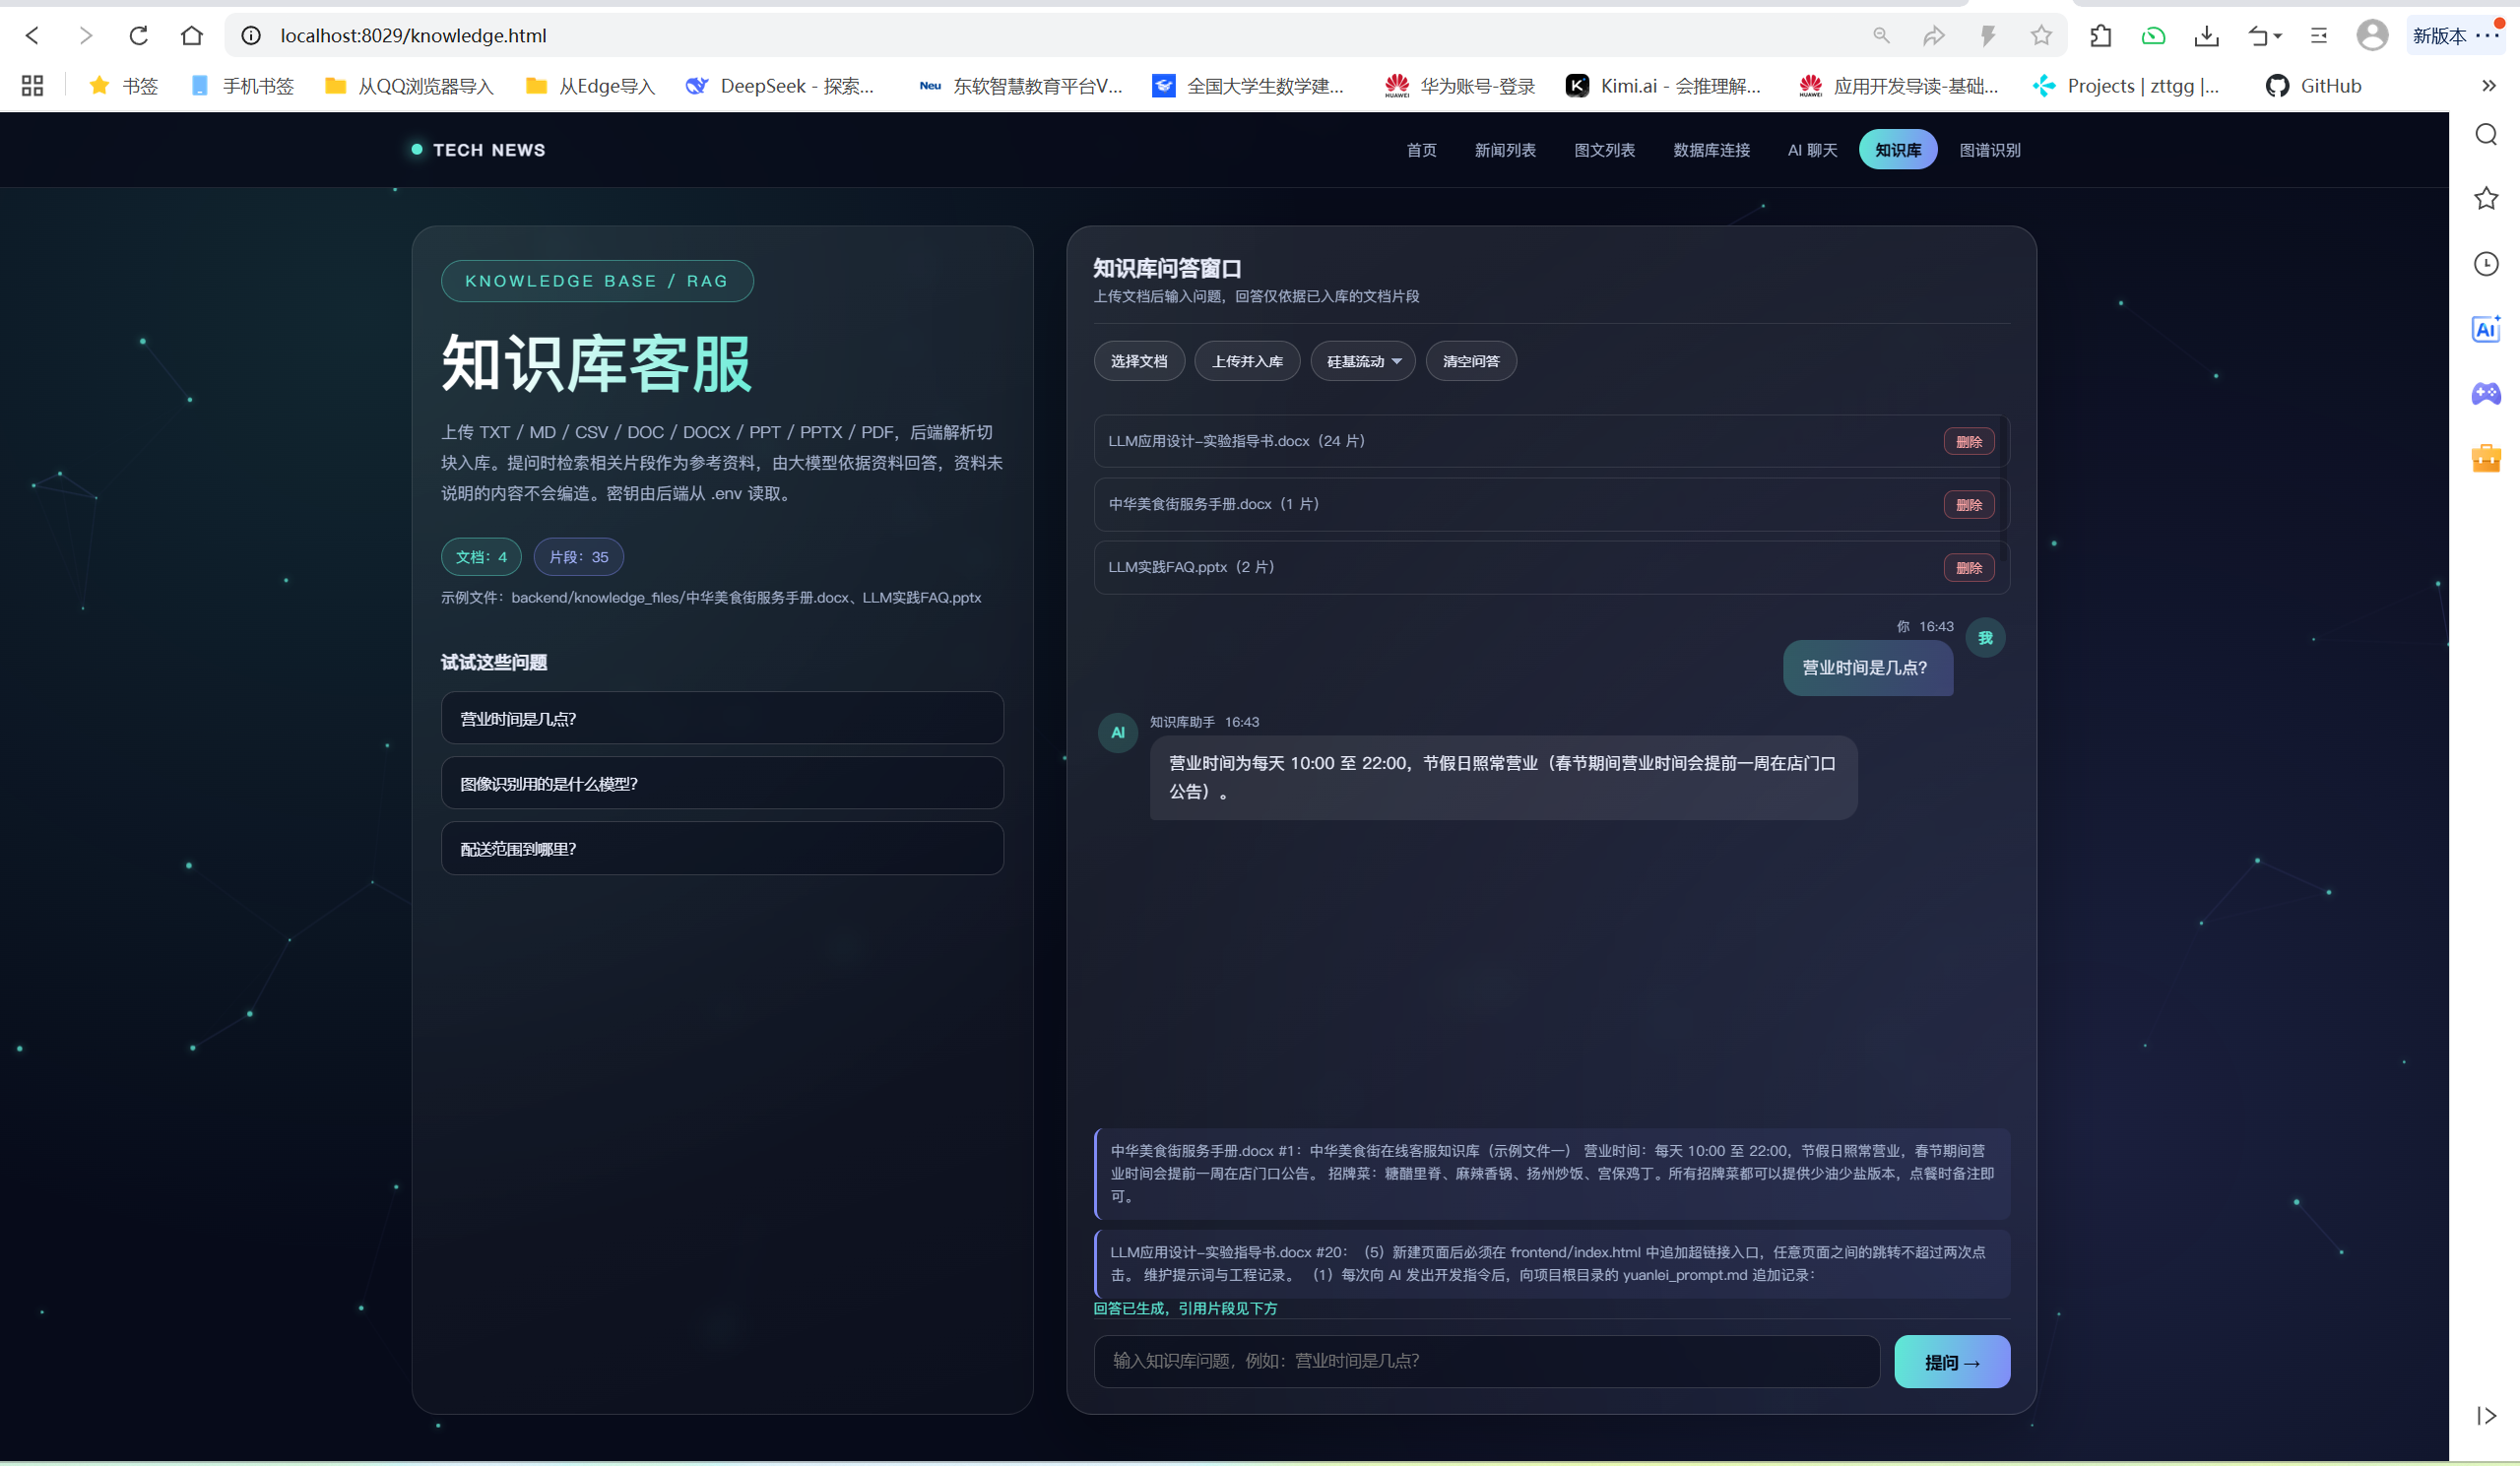 localhost:8029/knowledge.html
新版本
书签
手机书签
从QQ浏览器导入
从Edge导入
DeepSeek - 探索...
Neu 东软智慧教育平台V...
全国大学生数学建...
HUAWEI 华为账号-登录
K Kimi.ai - 会推理解...
HUAWEI 应用开发导读-基础...
Projects | zttgg |...
GitHub
TECH NEWS
首页
新闻列表
图文列表
数据库连接
AI 聊天
知识库
图谱识别
KNOWLEDGE BASE / RAG
知识库客服
上传 TXT / MD / CSV / DOC / DOCX / PPT / PPTX / PDF，后端解析切
块入库。提问时检索相关片段作为参考资料，由大模型依据资料回答，资料未
说明的内容不会编造。密钥由后端从 .env 读取。
文档：4
片段：35
示例文件：backend/knowledge_files/中华美食街服务手册.docx、LLM实践FAQ.pptx
试试这些问题
营业时间是几点？
图像识别用的是什么模型？
配送范围到哪里？
知识库问答窗口
上传文档后输入问题，回答仅依据已入库的文档片段
选择文档
上传并入库
硅基流动
清空问答
LLM应用设计-实验指导书.docx（24 片）
删除
中华美食街服务手册.docx（1 片）
删除
LLM实践FAQ.pptx（2 片）
删除
你 16:43
我
营业时间是几点？
AI
知识库助手 16:43
营业时间为每天 10:00 至 22:00，节假日照常营业（春节期间营业时间会提前一周在店门口
公告）。
中华美食街服务手册.docx #1：中华美食街在线客服知识库（示例文件一） 营业时间：每天 10:00 至 22:00，节假日照常营业，春节期间营
业时间会提前一周在店门口公告。 招牌菜：糖醋里脊、麻辣香锅、扬州炒饭、宫保鸡丁。所有招牌菜都可以提供少油少盐版本，点餐时备注即
可。
LLM应用设计-实验指导书.docx #20：（5）新建页面后必须在 frontend/index.html 中追加超链接入口，任意页面之间的跳转不超过两次点
击。 维护提示词与工程记录。 （1）每次向 AI 发出开发指令后，向项目根目录的 yuanlei_prompt.md 追加记录：
回答已生成，引用片段见下方
输入知识库问题，例如：营业时间是几点？
提问 →
AI